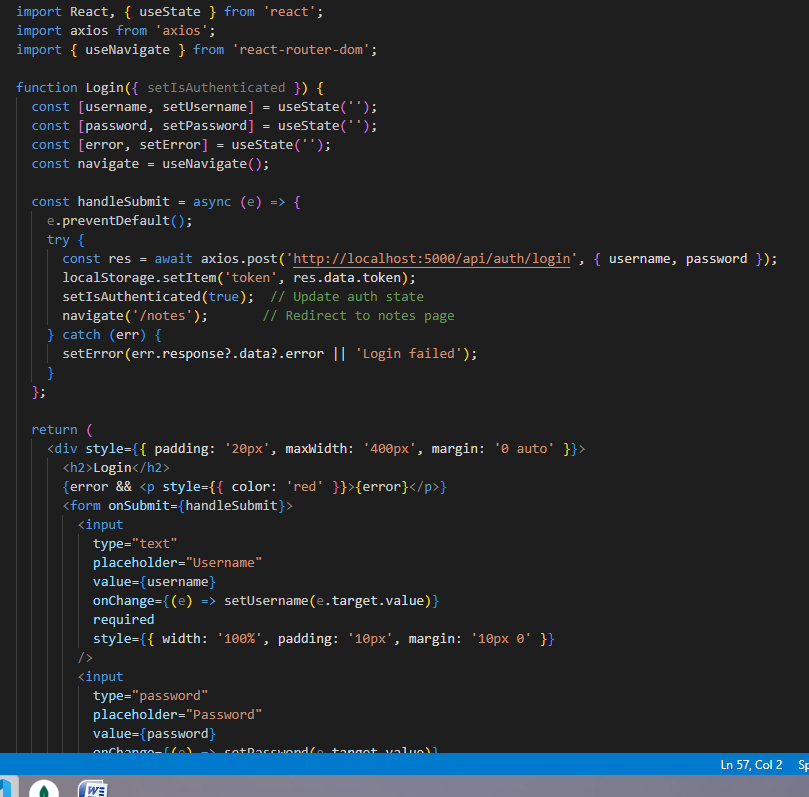 import React, { useState } from 'react';
import axios from 'axios';
import { useNavigate } from 'react-router-dom';

function Login({ setIsAuthenticated }) {
  const [username, setUsername] = useState('');
  const [password, setPassword] = useState('');
  const [error, setError] = useState('');
  const navigate = useNavigate();

  const handleSubmit = async (e) => {
    e.preventDefault();
    try {
      const res = await axios.post('http://localhost:5000/api/auth/login', { username, password });
      localStorage.setItem('token', res.data.token);
      setIsAuthenticated(true);  // Update auth state
      navigate('/notes');       // Redirect to notes page
    } catch (err) {
      setError(err.response?.data?.error || 'Login failed');
    }
  };

  return (
    <div style={{ padding: '20px', maxWidth: '400px', margin: '0 auto' }}>
      <h2>Login</h2>
      {error && <p style={{ color: 'red' }}>{error}</p>}
      <form onSubmit={handleSubmit}>
        <input
          type="text"
          placeholder="Username"
          value={username}
          onChange={(e) => setUsername(e.target.value)}
          required
          style={{ width: '100%', padding: '10px', margin: '10px 0' }}
        />
        <input
          type="password"
          placeholder="Password"
          value={password}
          onChange={(e) => setPassword(e.target.value)}
Ln 57, Col 2 Sp
W